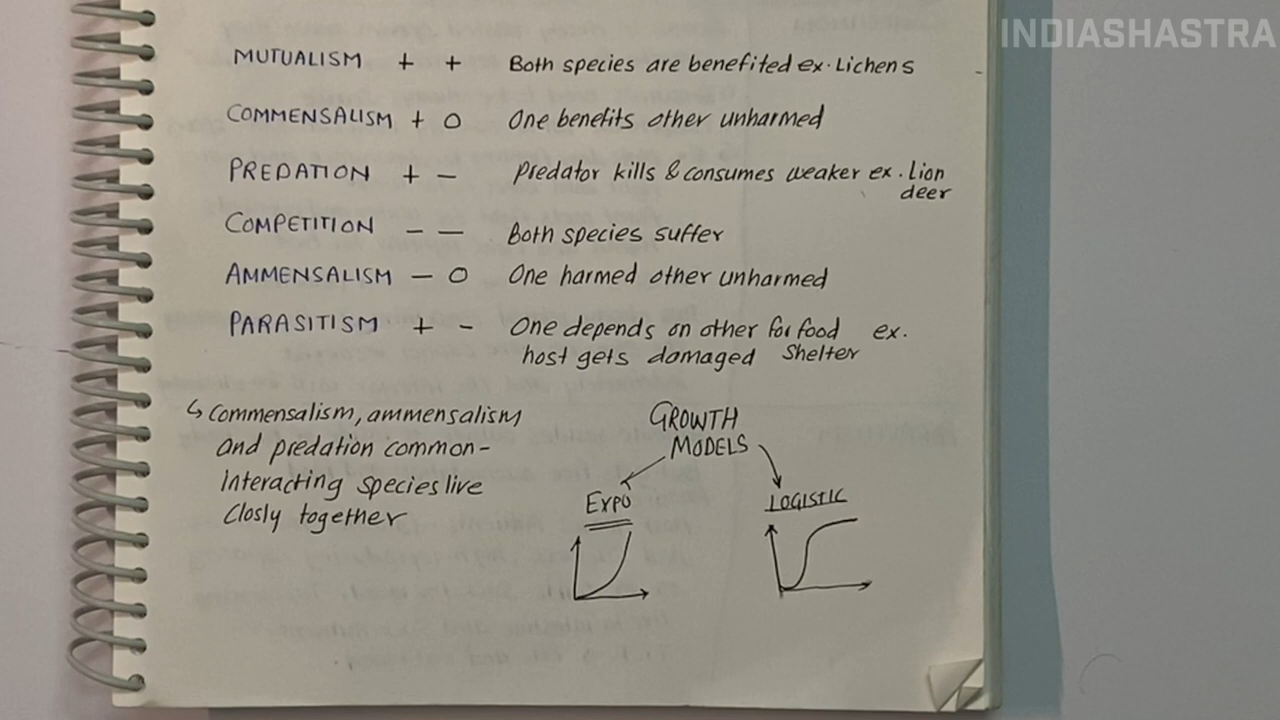 INDIASHASTRA
MUTUALISM + + Both species are benefited ex. Lichens
COMMENSALISM + O One benefits other unharmed
PREDATION + - Predator kills & consumes weaker ex. Lion
deer
COMPETITION - - Both species suffer
AMMENSALISM - O One harmed other unharmed
PARASITISM + - One depends on other for food ex.
host gets damaged Shelter
↳ Commensalism, ammensalism
and predation common-
Interacting species live
Closly together
GROWTH
MODELS
EXPO
LOGISTIC